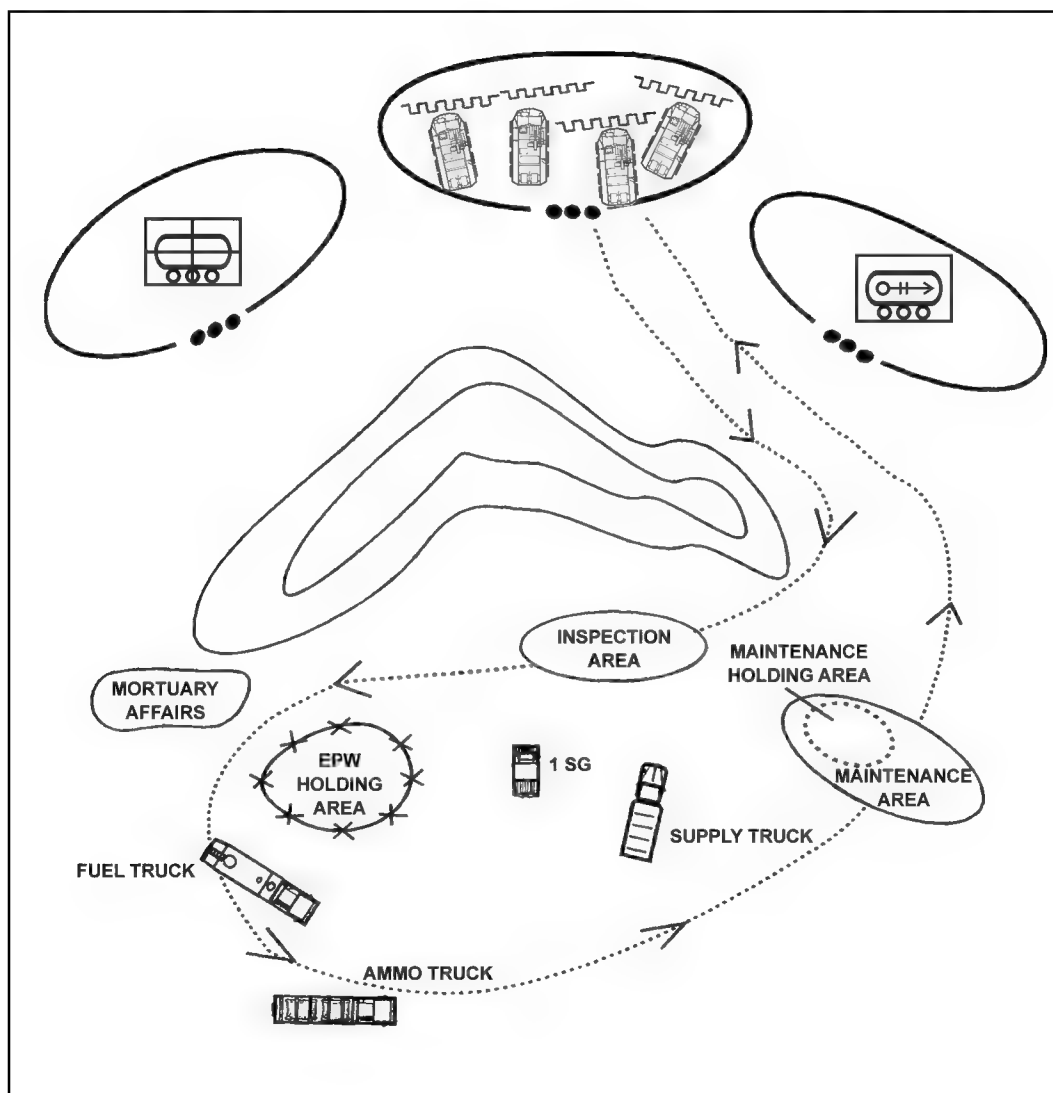 INSPECTION
AREA
MAINTENANCE
HOLDING AREA
MORTUARY
AFFAIRS
EPW
HOLDING
AREA
1 SG
MAINTENANCE
AREA
SUPPLY TRUCK
FUEL TRUCK
AMMO TRUCK